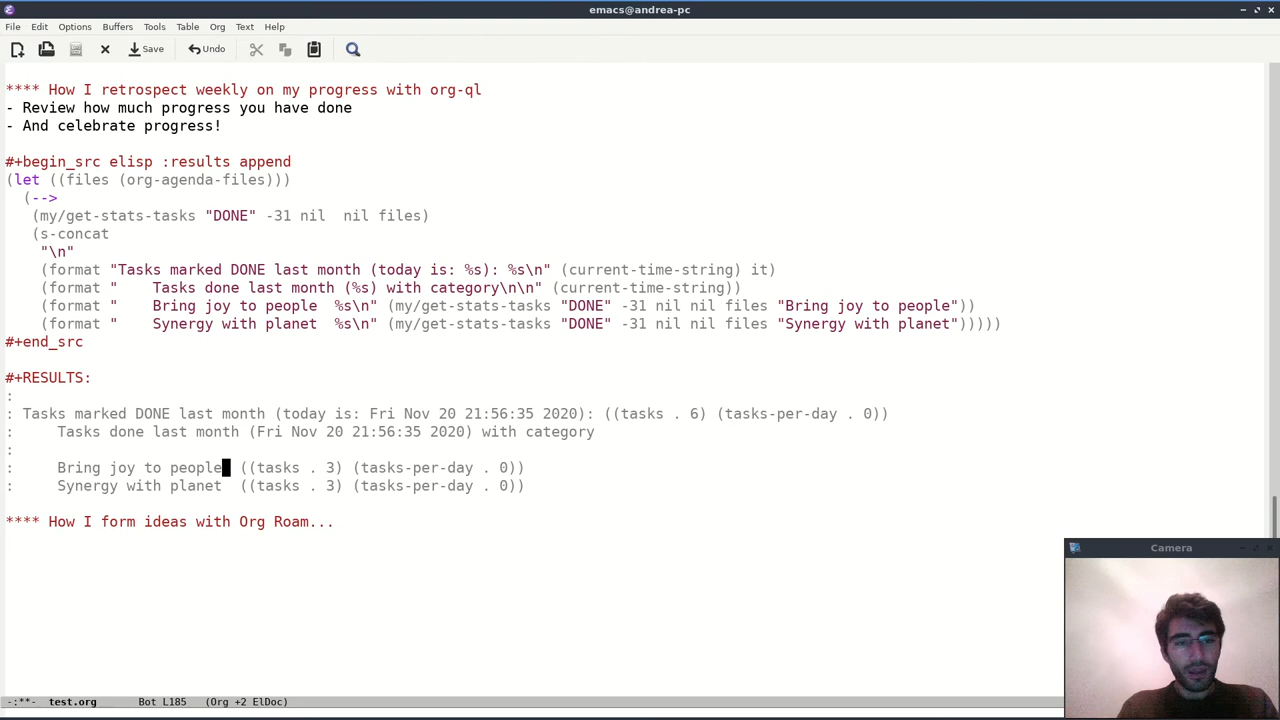 emacs@andrea-pc
File Edit Options Buffers Tools Table Org Text Help
Save Undo
**** How I retrospect weekly on my progress with org-ql
- Review how much progress you have done
- And celebrate progress!
#+begin_src elisp :results append
(let ((files (org-agenda-files)))
  (-->
   (my/get-stats-tasks "DONE" -31 nil  nil files)
   (s-concat
    "\n"
    (format "Tasks marked DONE last month (today is: %s): %s\n" (current-time-string) it)
    (format "    Tasks done last month (%s) with category\n\n" (current-time-string))
    (format "    Bring joy to people  %s\n" (my/get-stats-tasks "DONE" -31 nil nil files "Bring joy to people"))
    (format "    Synergy with planet  %s\n" (my/get-stats-tasks "DONE" -31 nil nil files "Synergy with planet")))))
#+end_src
#+RESULTS:
:
: Tasks marked DONE last month (today is: Fri Nov 20 21:56:35 2020): ((tasks . 6) (tasks-per-day . 0))
:     Tasks done last month (Fri Nov 20 21:56:35 2020) with category
:
:     Bring joy to people  ((tasks . 3) (tasks-per-day . 0))
:     Synergy with planet  ((tasks . 3) (tasks-per-day . 0))
**** How I form ideas with Org Roam...
Camera
-:**-  test.org      Bot L185   (Org +2 ElDoc)